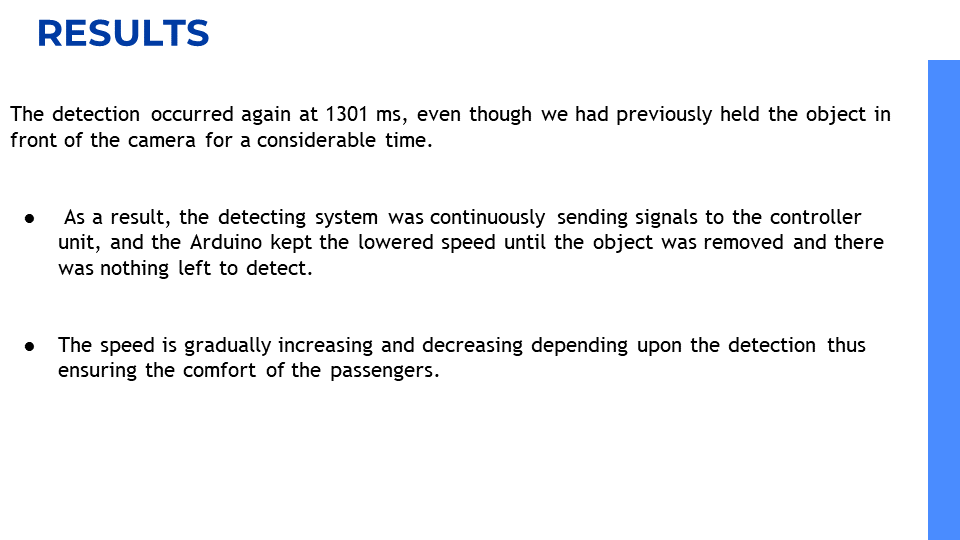 RESULTS
The detection occurred again at 1301 ms, even though we had previously held the object in
front of the camera for a considerable time.
● As a result, the detecting system was continuously sending signals to the controller
unit, and the Arduino kept the lowered speed until the object was removed and there
was nothing left to detect.
● The speed is gradually increasing and decreasing depending upon the detection thus
ensuring the comfort of the passengers.